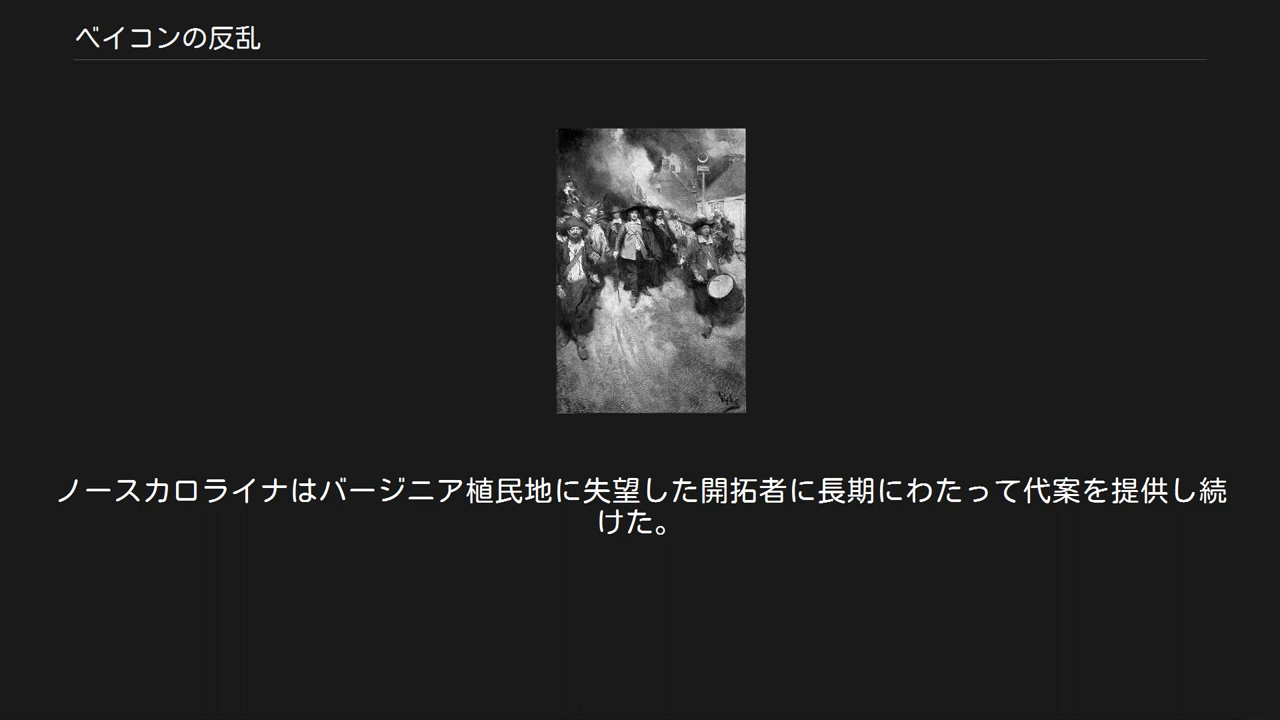 ベイコンの反乱
ノースカロライナはバージニア植民地に失望した開拓者に長期にわたって代案を提供し続
けた。